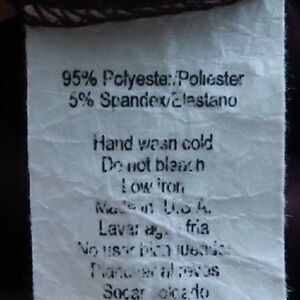 95% Polyester/Poliester
5% Spandex/Elastano
Hand wash cold
Do not bleach
Low iron
Made in U.S.A.
Lavar agua fria
No usar
al reves
colgado